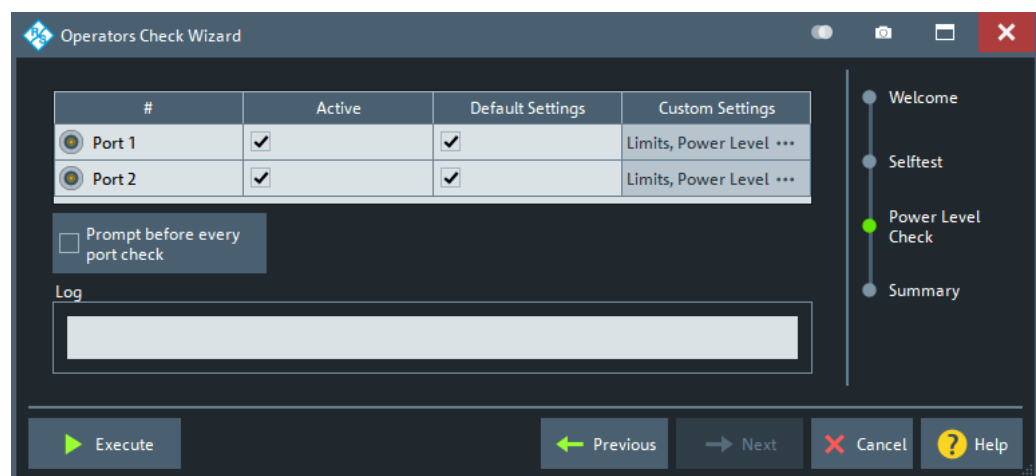 R&S Operators Check Wizard
# Active Default Settings Custom Settings
Port 1 Limits, Power Level •••
Port 2 Limits, Power Level •••
Prompt before every
port check
Log
Welcome
Selftest
Power Level
Check
Summary
Execute Previous Next Cancel ? Help